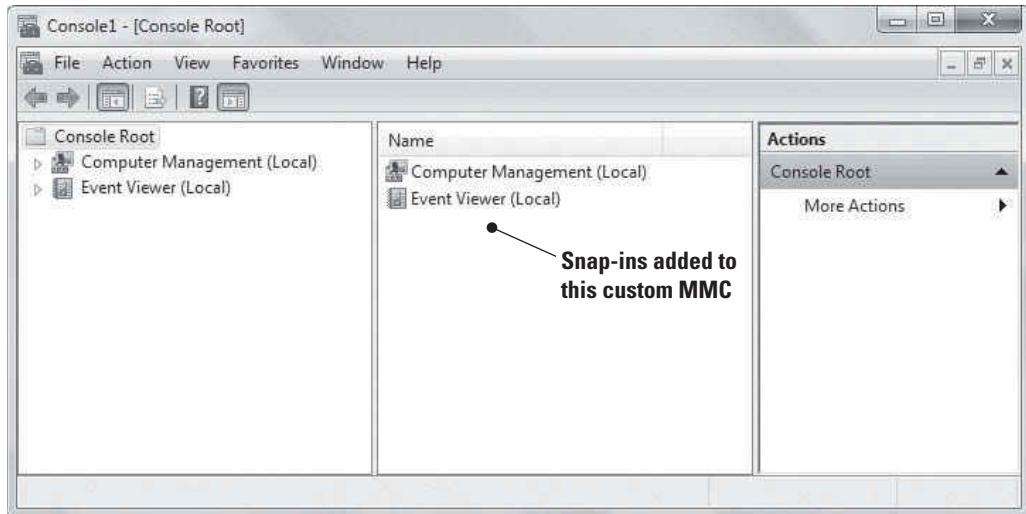 Console1 - [Console Root]
File Action View Favorites Window Help
Console Root
Computer Management (Local)
Event Viewer (Local)
Name
Computer Management (Local)
Event Viewer (Local)
Snap-ins added to
this custom MMC
Actions
Console Root
More Actions